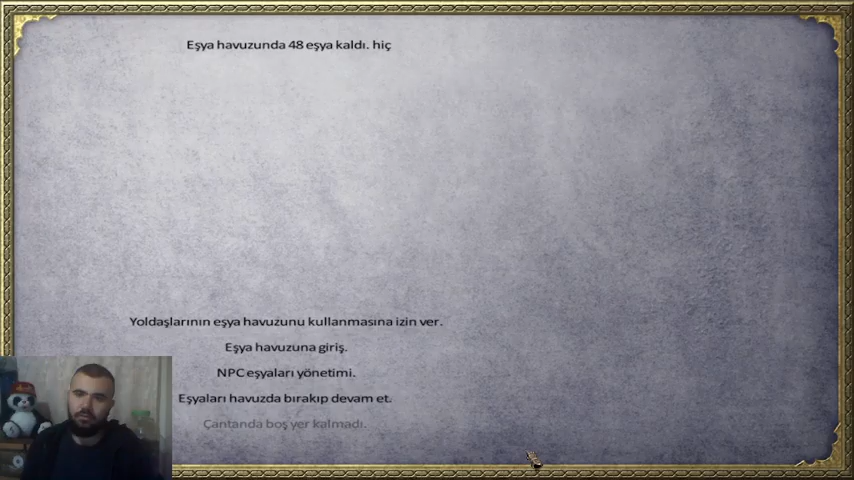 Eşya havuzunda 48 eşya kaldı. hiç
Yoldaşlarının eşya havuzunu kullanmasına izin ver.
Eşya havuzuna giriş.
NPC eşyaları yönetimi.
Eşyaları havuzda bırakıp devam et.
Çantanda boş yer kalmadı.